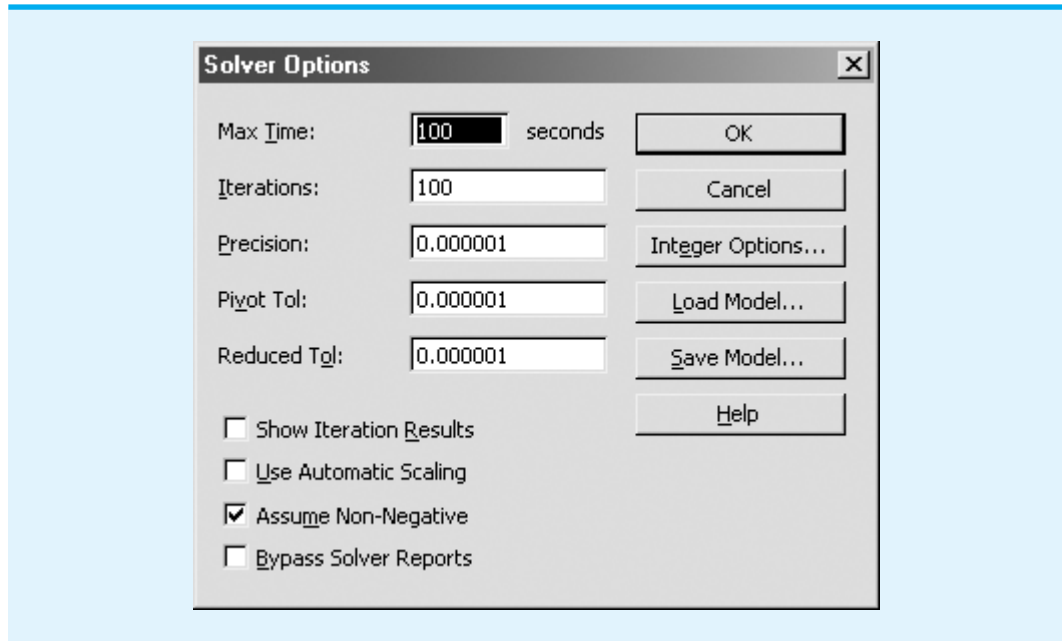 Solver Options
Max Time: 100 seconds OK
Iterations: 100 Cancel
Precision: 0.000001 Integer Options...
Pivot Tol: 0.000001 Load Model...
Reduced Tol: 0.000001 Save Model...
Help
Show Iteration Results
Use Automatic Scaling
Assume Non-Negative
Bypass Solver Reports